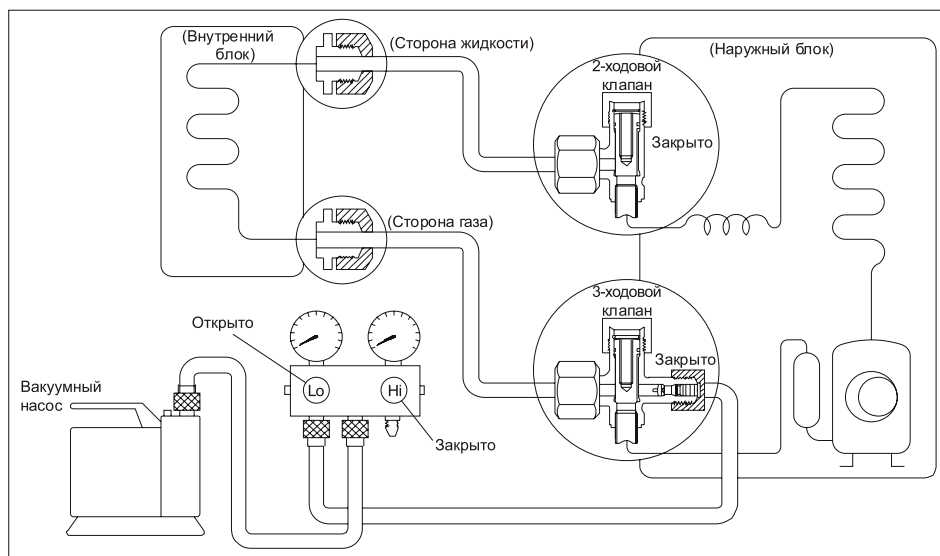 (Внутренний
блок)
(Сторона жидкости)
2-ходовой
клапан
Закрыто
(Наружный блок)
(Сторона газа)
3-ходовой
клапан
Закрыто
Открыто
Вакуумный
насос
Lo
Hi
Закрыто